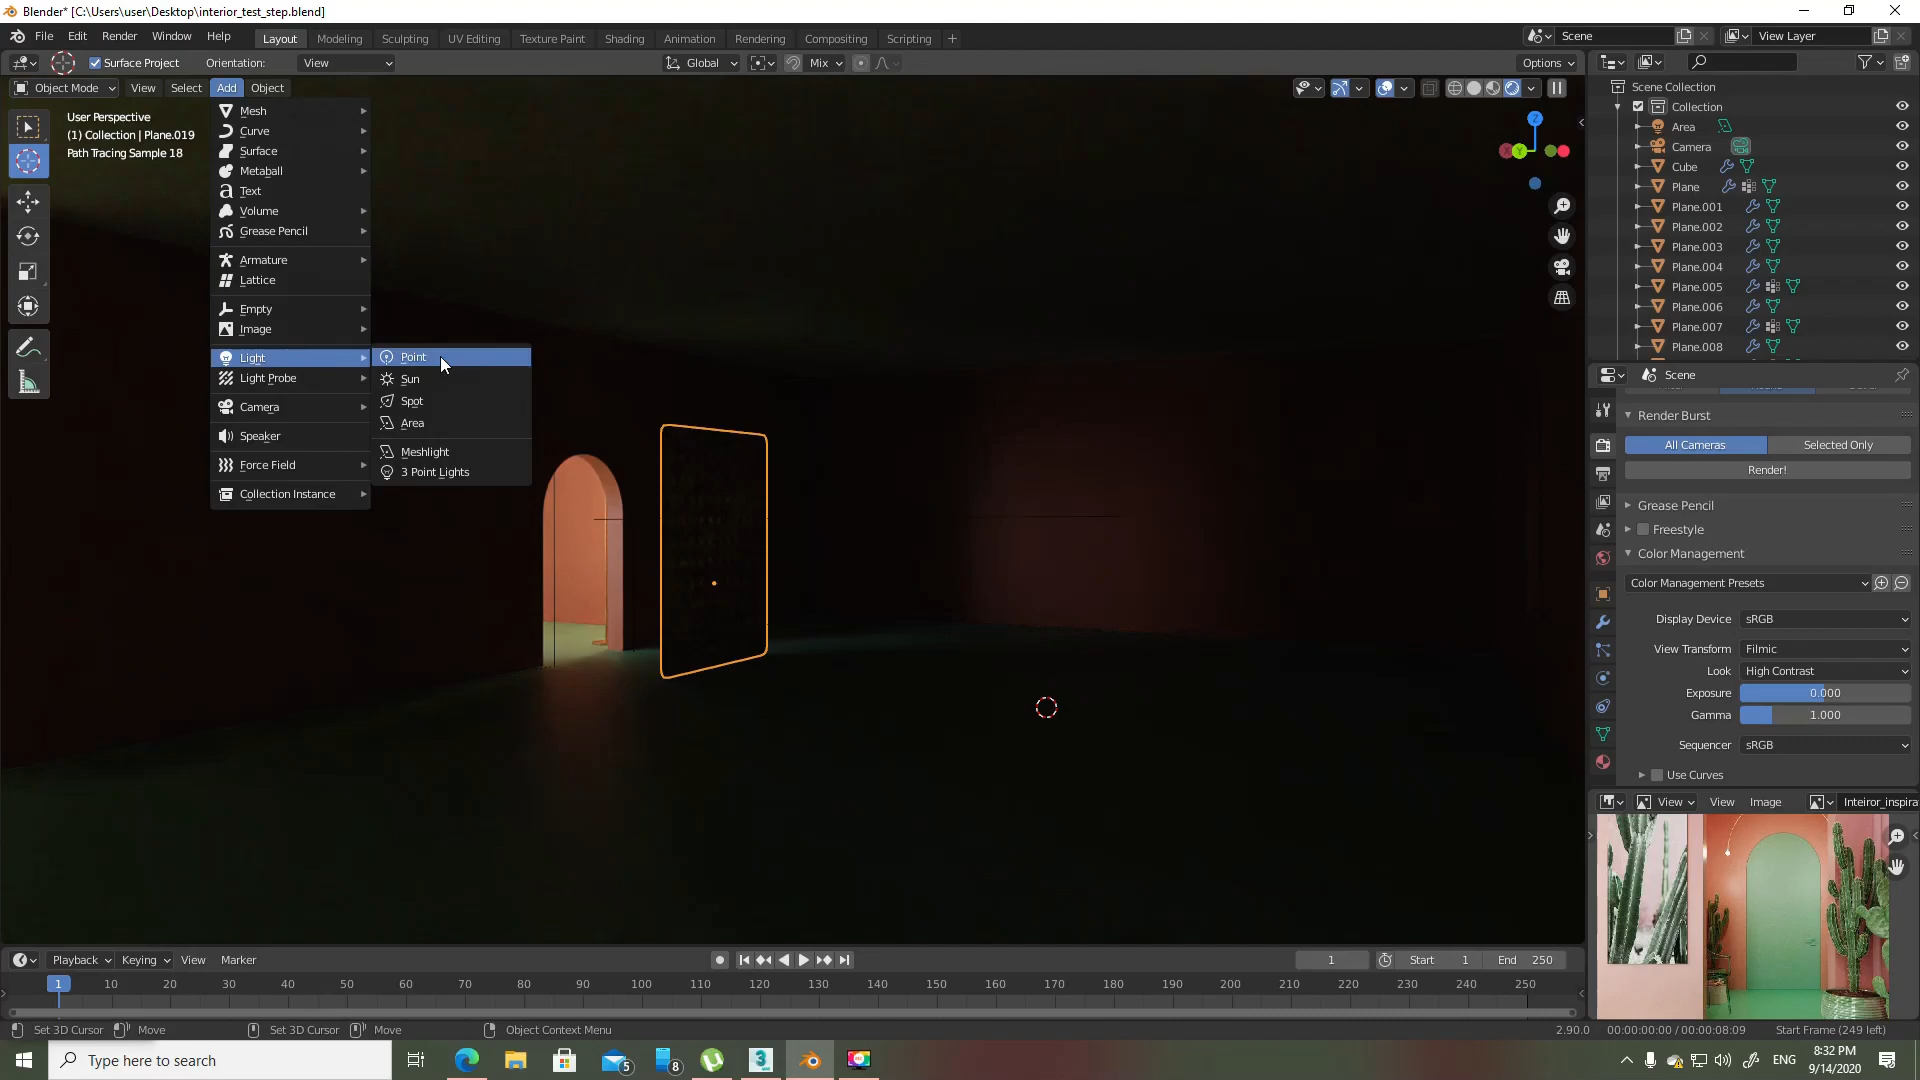 Blender* [C:\Users\user\Desktop\interior_test_step.blend]
File Edit Render Window Help
Layout Modeling Sculpting UV Editing Texture Paint Shading Animation Rendering Compositing Scripting +
Scene
View Layer
Surface Project Orientation: View
Global
Mix
Options
Object Mode View Select Add Object
User Perspective
(1) Collection | Plane.019
Path Tracing Sample 18
Mesh
Curve
Surface
Metaball
Text
Volume
Grease Pencil
Armature
Lattice
Empty
Image
Light
Light Probe
Camera
Speaker
Force Field
Collection Instance
Point
Sun
Spot
Area
Meshlight
3 Point Lights
Z
X
Y
Scene Collection
Collection
Area
Camera
Cube
Plane
Plane.001
Plane.002
Plane.003
Plane.004
Plane.005
Plane.006
Plane.007
Plane.008
Scene
Render Burst
All Cameras Selected Only
Render!
Grease Pencil
Freestyle
Color Management
Color Management Presets
Display Device sRGB
View Transform Filmic
Look High Contrast
Exposure 0.000
Gamma 1.000
Sequencer sRGB
Use Curves
View View Image Inteiror_inspira
Playback Keying View Marker
1 Start 1 End 250
1 10 20 30 40 50 60 70 80 90 100 110 120 130 140 150 160 170 180 190 200 210 220 230 240 250
Set 3D Cursor Move Set 3D Cursor Move Object Context Menu
2.90.0 00:00:00:00 / 00:00:08:09 Start Frame (249 left)
Type here to search
5
8
3
ENG
8:32 PM
9/14/2020